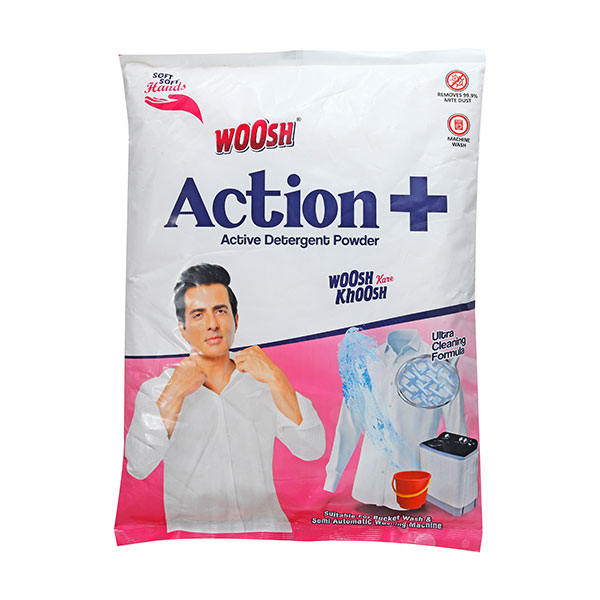 SOFT
SOFT
Hands
REMOVES 99.9%
MITE DUST
WOOSH®
MACHINE
WASH
Action +
Active Detergent Powder
WOOSH Kare
KhOOSH
Ultra
Cleaning
Formula
Suitable For Bucket Wash &
Semi Automatic Washing Machine